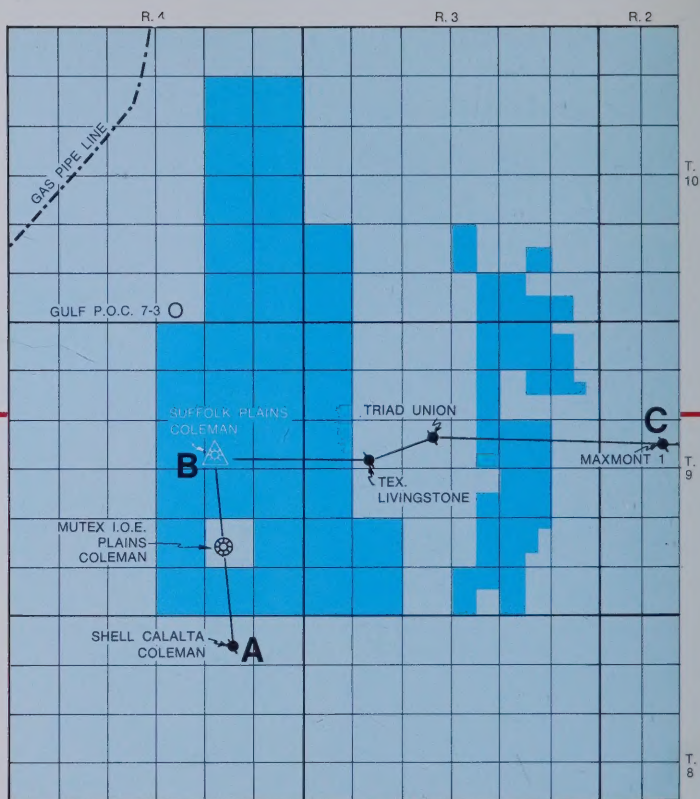 R. 4
R. 3
R. 2
GAS PIPE LINE
T.
10
GULF P.O.C. 7-3
SUFFOLK PLAINS
COLEMAN
TRIAD UNION
C
B
MAXMONT 1
T.
9
TEX.
LIVINGSTONE
MUTEX I.O.E.
PLAINS
COLEMAN
SHELL CALALTA
COLEMAN
A
T.
8